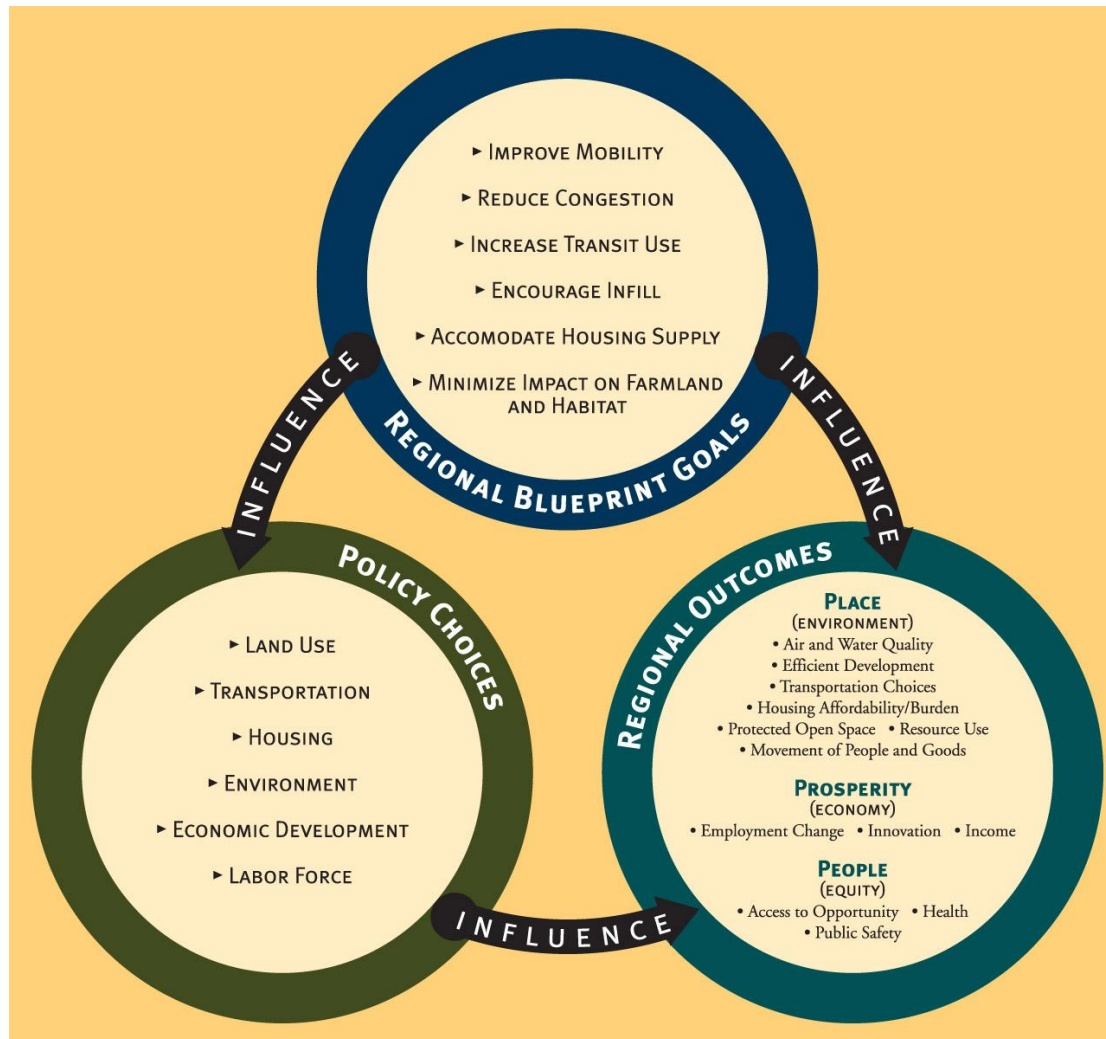 ► IMPROVE MOBILITY
► REDUCE CONGESTION
► INCREASE TRANSIT USE
► ENCOURAGE INFILL
► ACCOMODATE HOUSING SUPPLY
► MINIMIZE IMPACT ON FARMLAND
AND HABITAT
REGIONAL BLUEPRINT GOALS
INFLUENCE
INFLUENCE
POLICY CHOICES
► LAND USE
► TRANSPORTATION
► HOUSING
► ENVIRONMENT
► ECONOMIC DEVELOPMENT
► LABOR FORCE
INFLUENCE
REGIONAL OUTCOMES
PLACE
(ENVIRONMENT)
• Air and Water Quality
• Efficient Development
• Transportation Choices
• Housing Affordability/Burden
• Protected Open Space • Resource Use
• Movement of People and Goods
PROSPERITY
(ECONOMY)
• Employment Change • Innovation • Income
PEOPLE
(EQUITY)
• Access to Opportunity • Health
• Public Safety